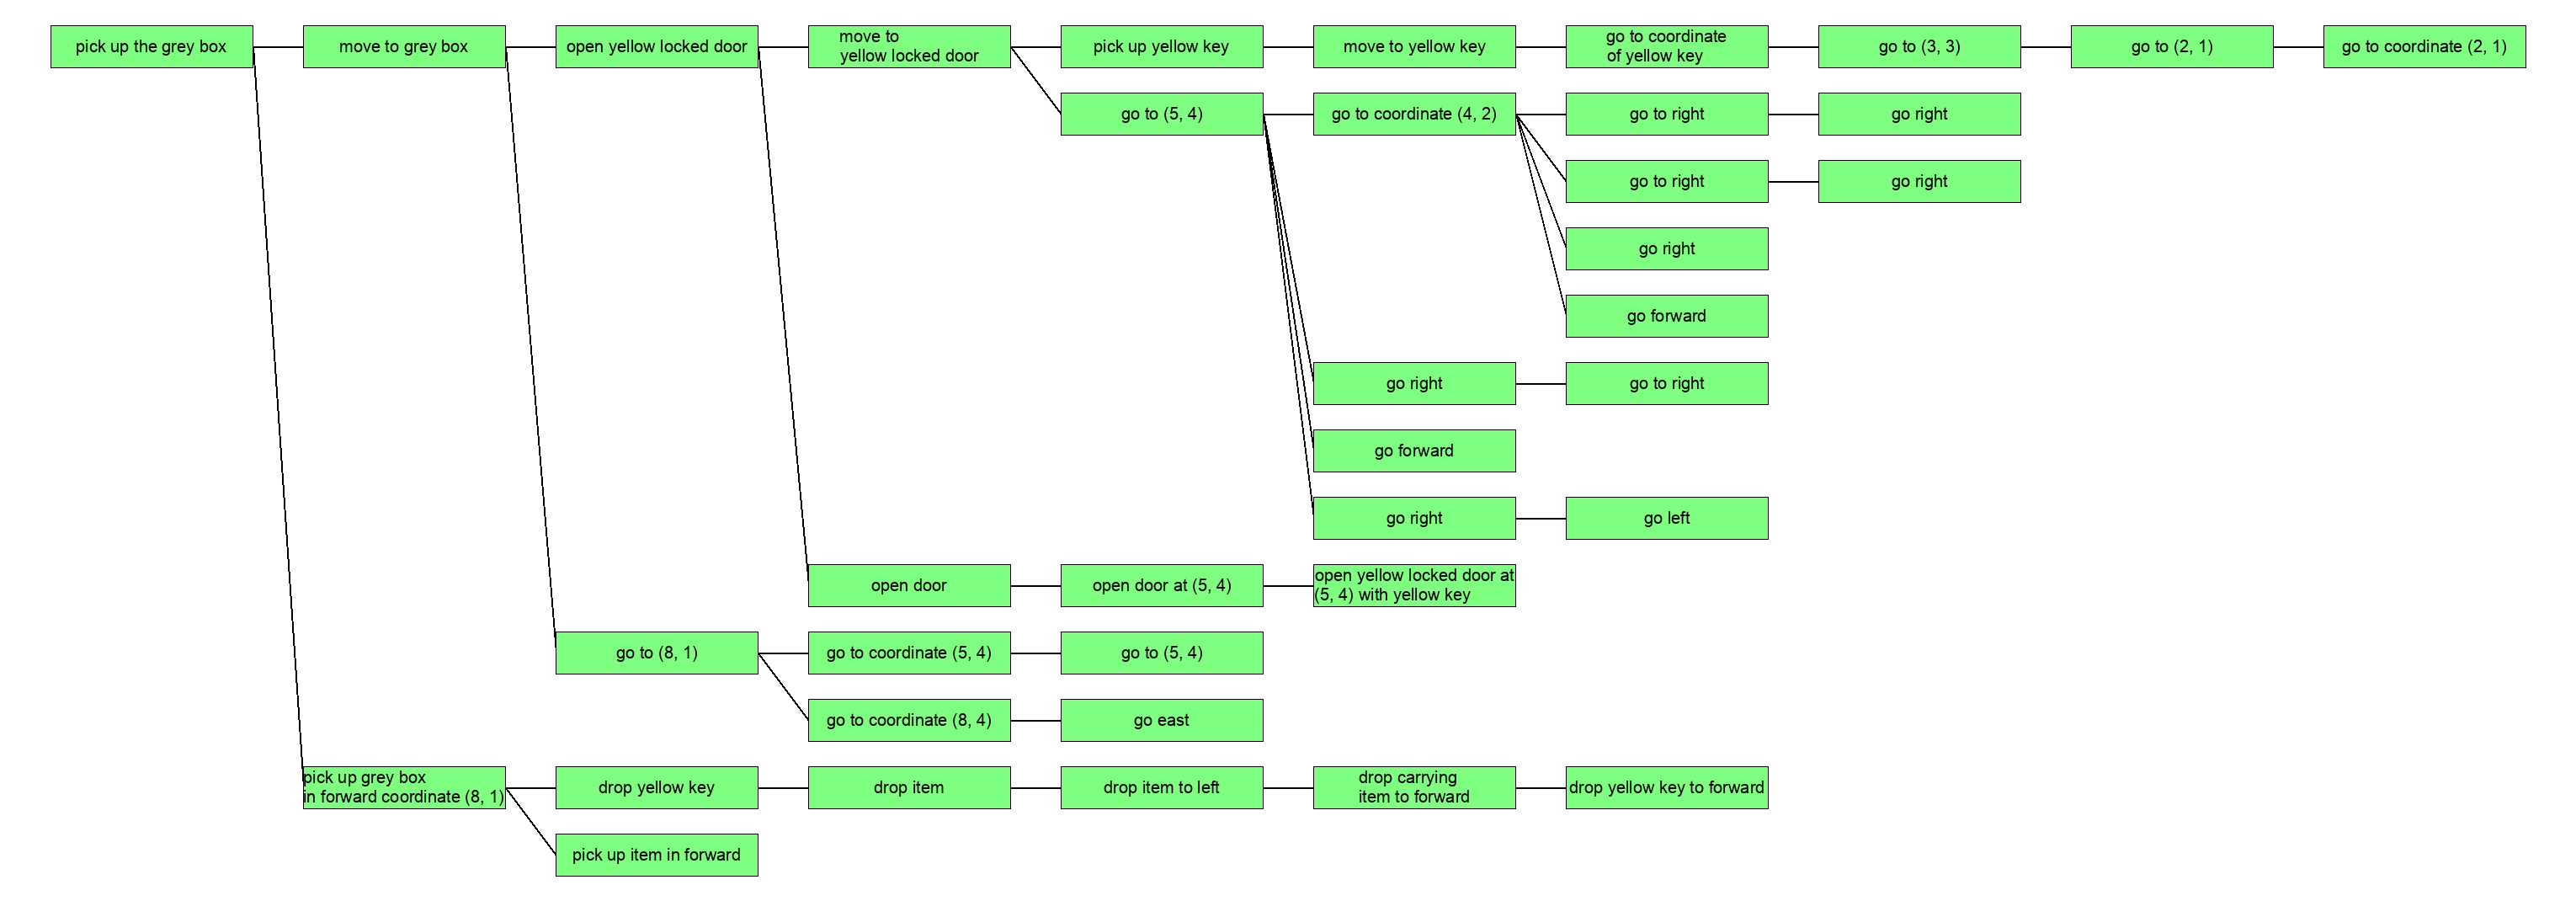 pick up the grey box
move to grey box
open yellow locked door
move to
yellow locked door
pick up yellow key
move to yellow key
go to coordinate
of yellow key
go to (3, 3)
go to (2, 1)
go to coordinate (2, 1)
go to (5, 4)
go to coordinate (4, 2)
go to right
go right
go to right
go right
go right
go forward
go right
go to right
go forward
go right
go left
open door
open door at (5, 4)
open yellow locked door at
(5, 4) with yellow key
go to (8, 1)
go to coordinate (5, 4)
go to (5, 4)
go to coordinate (8, 4)
go east
pick up grey box
in forward coordinate (8, 1)
drop yellow key
drop item
drop item to left
drop carrying
item to forward
drop yellow key to forward
pick up item in forward